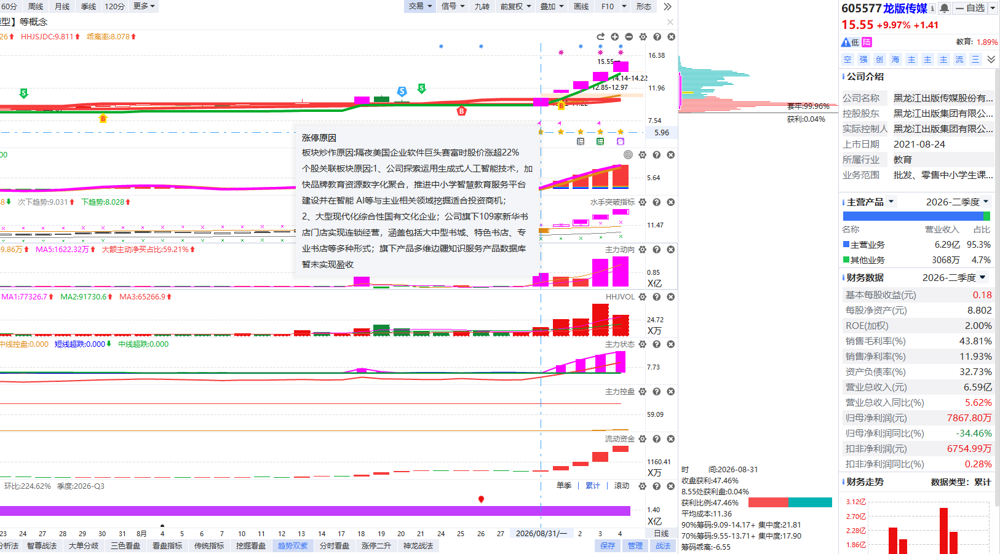 60分 周线 月线 季线 120分 更多 交易 信号 九转 前复权 叠加 画线 F10 形态
型】等概念
26 HHJSJDC:9.811 乖离率:8.078
16.38
15.55
14.14-14.22
12.85-12.97
11.96
7.54
5.96
S
S
S
B
B
B
提 提
涨停原因
板块炒作原因:隔夜美国企业软件巨头赛富时股价涨超22%
个股关联板块原因:1、公司探索运用生成式人工智能技术，加
快品牌教育资源数字化聚合，推进中小学智慧教育服务平台
建设并在智能 AI等与主业相关领域挖掘适合投资商机；
2、大型现代化综合性国有文化企业；公司旗下109家新华书
店门店实现连锁经营，涵盖包括大中型书城、特色书店、专
业书店等多种形式；旗下产品多维边疆知识服务产品数据库
暂未实现盈收
00
5.64
8 次下趋势:9.031 下趋势:8.028 水手突破指标
11.47
9.86万 MA5:1622.32万 大额主动净买占比:59.21% 主力动向
0.85
X亿
MA1:77326.7 MA2:91730.6 MA3:65266.9 HHJVOL
24.72
X万
中线控盘:0.000 短线超跌:0.000 中线超跌:0.000 主力状态
7.73
主力控盘
59.09
流动资金
1160.41
X万
环比:224.62% 季度:2026-Q3 单季 累计 滚动
1.40
X亿
23 24 27 28 29 30 31 8月 4 5 6 7 10 11 12 13 14 17 18 19 20 21 24 25 26 27 2026/08/31/一 2 3 4 日线
分析法 智尊战法 大单分歧 三色看盘 看盘指标 传统指标 挖掘看盘 趋势双紫 分时看盘 涨停二升 神龙战法 保存 管理 战法
套牢:99.96%
获利:0.04%
时 间:2026-08-31
收盘获利:47.46%
8.55处获利盘:0.04%
获利比例:47.46%
平均成本:11.36
90%筹码:9.09-14.17+ 集中度:21.81
70%筹码:9.55-13.71+ 集中度:17.90
筹码乖离:-6.55
605577 龙版传媒 自选
15.55 +9.97% +1.41
低 陆 教育: 1.89%
空 强 创 海 主 主 主 流 三
公司介绍
公司名称 黑龙江出版传媒股份有...
控股股东 黑龙江出版集团有限公...
实际控制人 黑龙江出版集团有限公...
上市日期 2021-08-24
所属行业 教育
业务范围 批发、零售中小学生课...
主营产品 2026-二季度
名称 营业收入 占比
主营业务 6.29亿 95.3%
其他业务 3068万 4.7%
财务数据 2026-二季度
基本每股收益(元) 0.18
每股净资产(元) 8.802
ROE(加权) 2.00%
销售毛利率(%) 43.81%
销售净利率(%) 11.93%
资产负债率(%) 32.73%
营业总收入(元) 6.59亿
营业总收入同比(%) 5.62%
归母净利润(元) 7867.80万
归母净利润同比(%) -34.46%
扣非净利润(元) 6754.99万
扣非净利润同比(%) 0.28%
财务走势 数据类型：累计
3.12亿
2.70亿
2.28亿
1.86亿